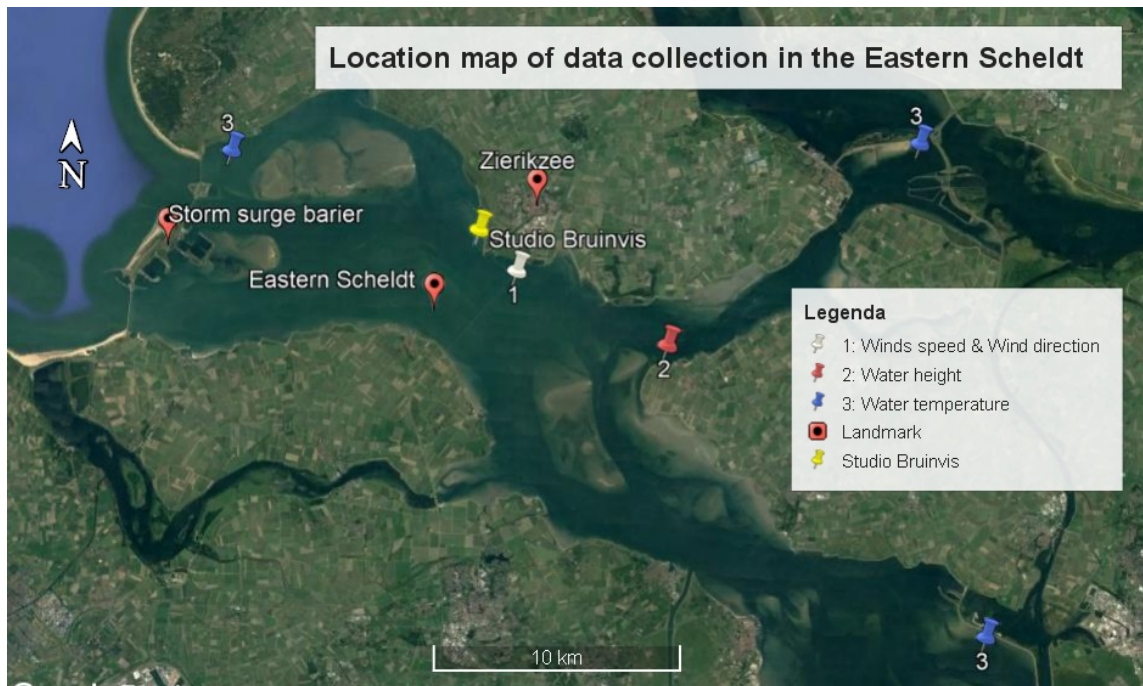 Location map of data collection in the Eastern Scheldt
3
3
N
Zierikzee
Storm surge barier
Studio Bruinvis
Eastern Scheldt
1
2
Legenda
1: Winds speed & Wind direction
2: Water height
3: Water temperature
Landmark
Studio Bruinvis
10 km
3